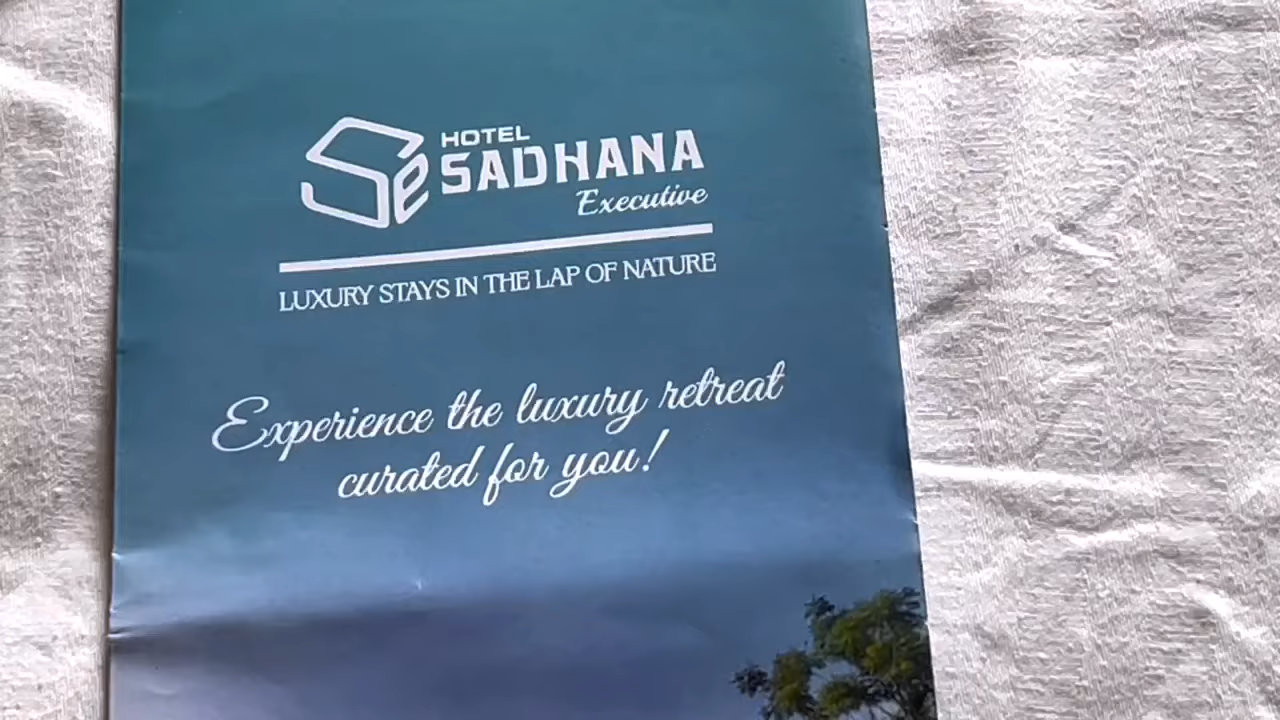 HOTEL
SADHANA
Executive
LUXURY STAYS IN THE LAP OF NATURE
Experience the luxury retreat
curated for you!